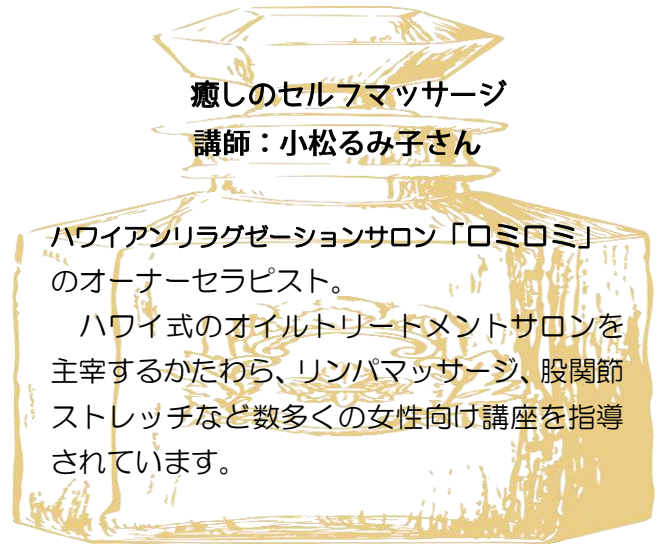 癒しのセルフマッサージ
講師：小松るみ子さん
ハワイアンリラグゼーションサロン「ロミロミ」
のオーナーセラピスト。
　ハワイ式のオイルトリートメントサロンを
主宰するかたわら、リンパマッサージ、股関節
ストレッチなど数多くの女性向け講座を指導
されています。